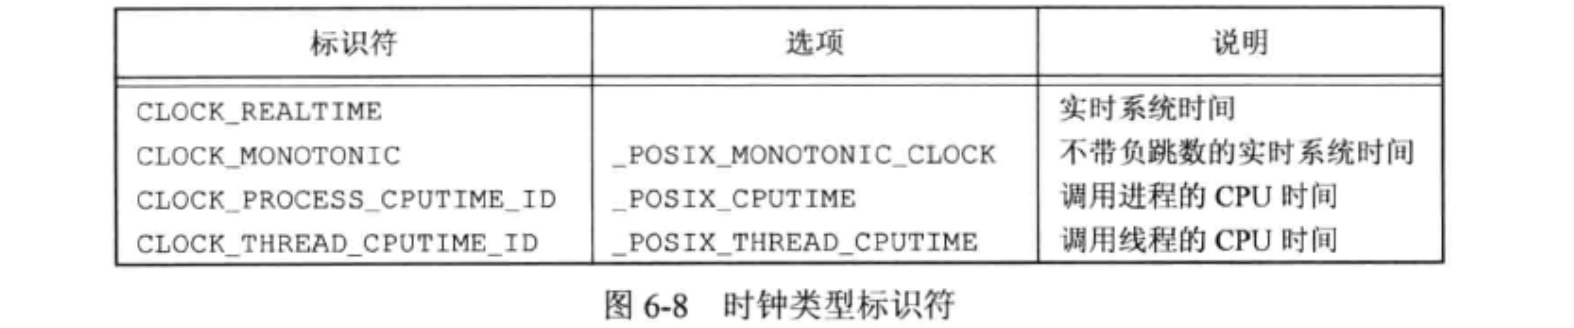 标识符 选项 说明
CLOCK_REALTIME 实时系统时间
CLOCK_MONOTONIC _POSIX_MONOTONIC_CLOCK 不带负跳数的实时系统时间
CLOCK_PROCESS_CPUTIME_ID _POSIX_CPUTIME 调用进程的 CPU 时间
CLOCK_THREAD_CPUTIME_ID _POSIX_THREAD_CPUTIME 调用线程的 CPU 时间
图 6-8 时钟类型标识符